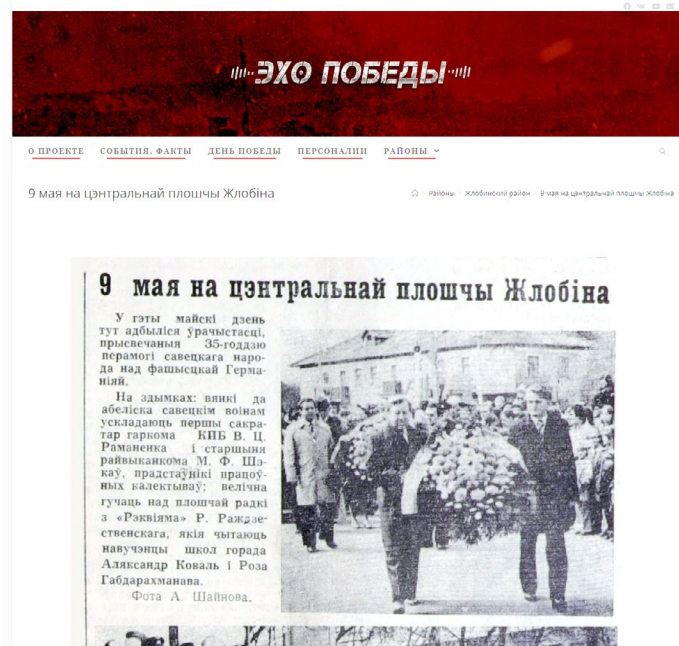 ЭХО ПОБЕДЫ
О ПРОЕКТЕ СОБЫТИЯ. ФАКТЫ ДЕНЬ ПОБЕДЫ ПЕРСОНАЛИИ РАЙОНЫ
9 мая на цэнтральнай плошчы Жлобіна
Районы Жлобинский район 9 мая на цэнтральнай плошчы Жлобіна
9 мая на цэнтральнай плошчы Жлобіна
У гэты майскі дзень
тут адбыліся ўрачыстасці,
прысвечаныя 35-годдзю
перамогі савецкага наро-
да над фашысцкай Герма-
ніяй.
На здымках: вянкі да
абеліска савецкім воінам
ускладаюць першы сакра-
тар гаркома КПБ В. Ц.
Раманенка і старшыня
райвыканкома М. Ф. Шэ-
каў, прадстаўнікі працоў-
ных калектываў; велічна
гучаць над плошчай радкі
з «Рэквіяма» Р. Раждзе-
ственскага, якія чытаюць
навучэнцы школ горада
Аляксандр Коваль і Роза
Габдарахманава.
Фота А. Шайнова.